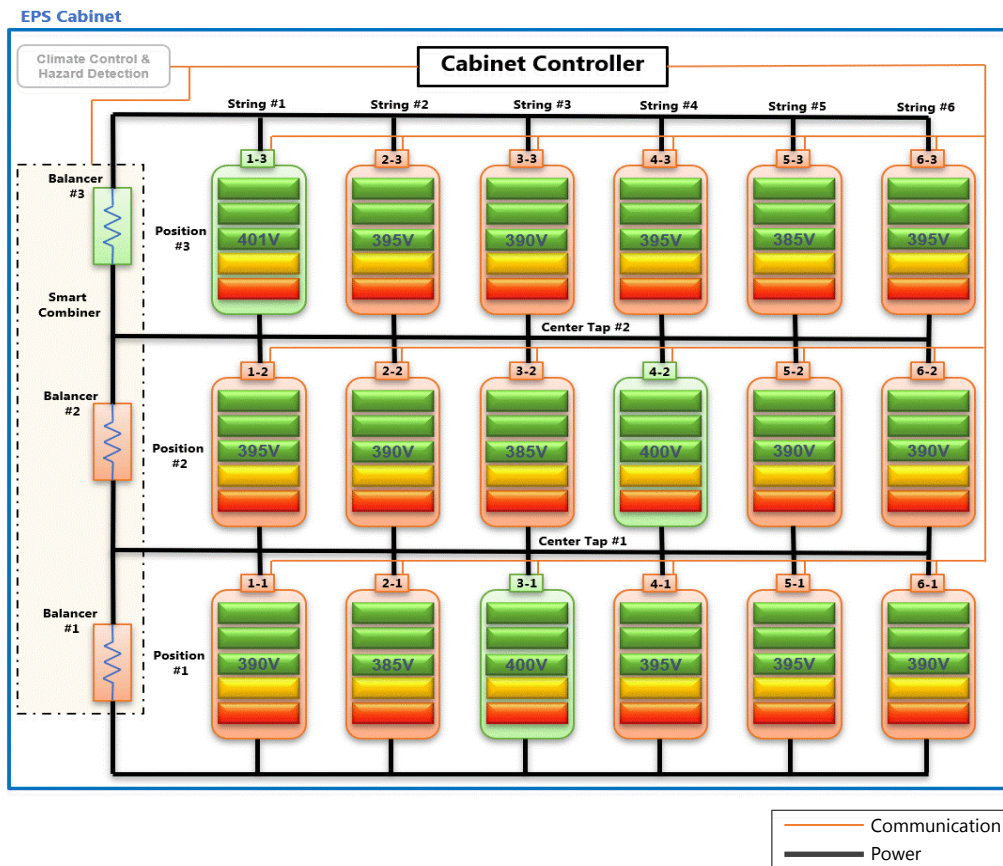 EPS Cabinet
Climate Control &
Hazard Detection
Cabinet Controller
String #1
String #2
String #3
String #4
String #5
String #6
1-3
2-3
3-3
4-3
5-3
6-3
Balancer
#3
Position
#3
401V
395V
390V
395V
385V
395V
Smart
Combiner
Center Tap #2
1-2
2-2
3-2
4-2
5-2
6-2
Balancer
#2
Position
#2
395V
390V
385V
400V
390V
390V
Center Tap #1
1-1
2-1
3-1
4-1
5-1
6-1
Balancer
#1
Position
#1
390V
385V
400V
395V
395V
390V
Communication
Power